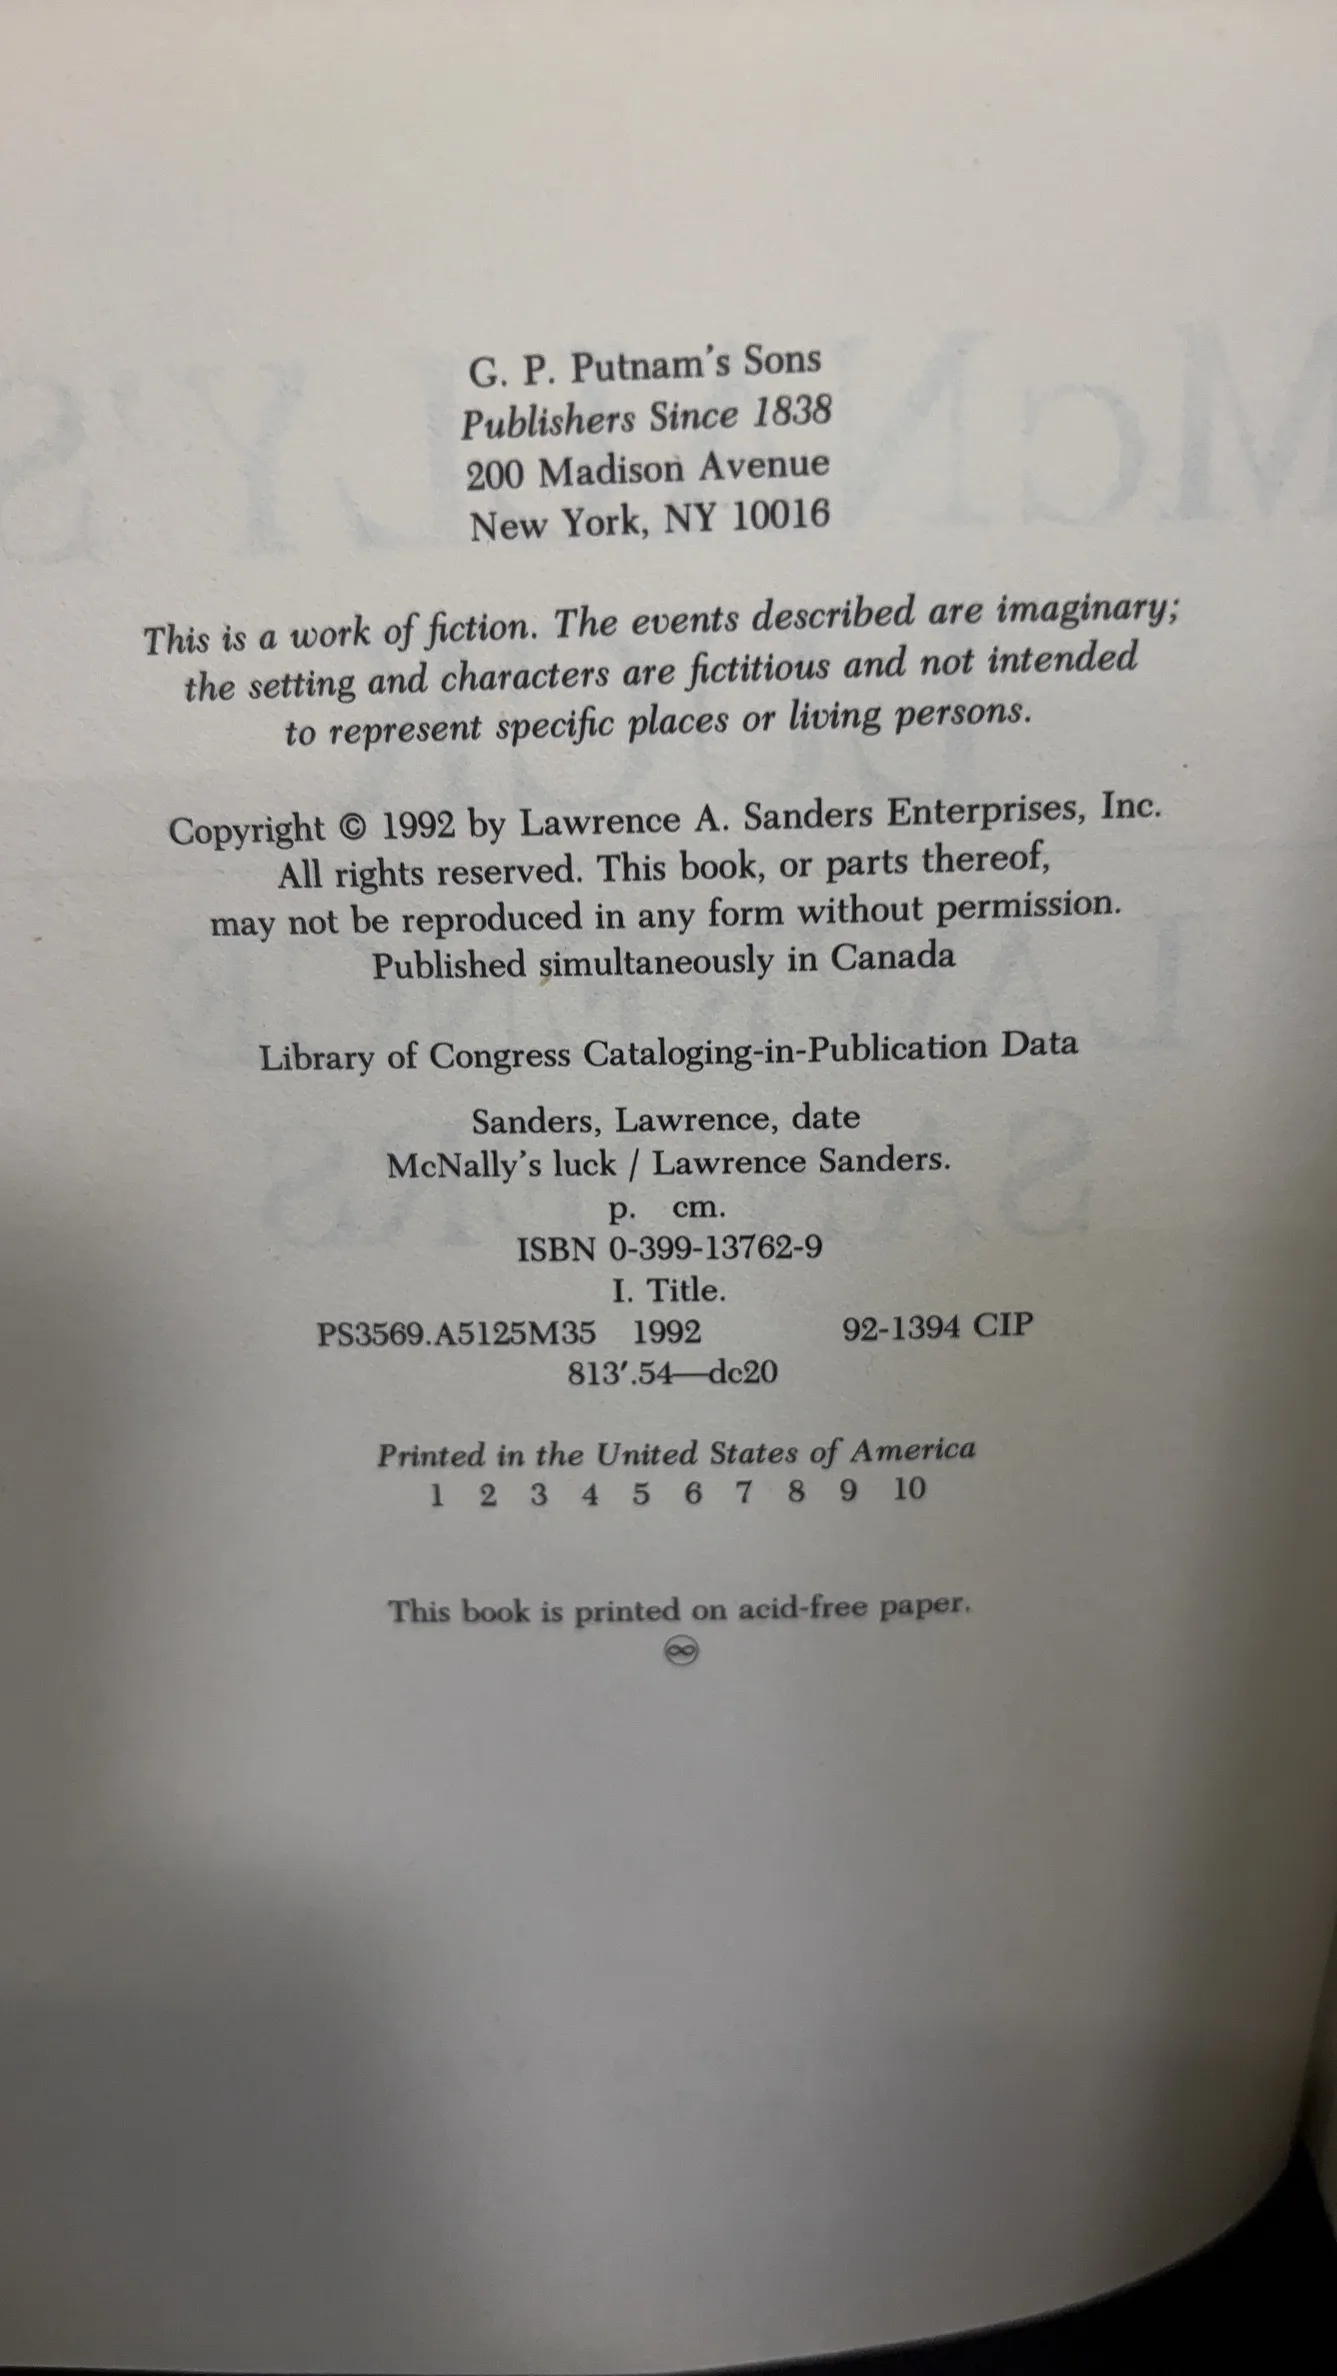 G. P. Putnam's Sons
Publishers Since 1838
200 Madison Avenue
New York, NY 10016
This is a work of fiction. The events described are imaginary;
the setting and characters are fictitious and not intended
to represent specific places or living persons.
Copyright © 1992 by Lawrence A. Sanders Enterprises, Inc.
All rights reserved. This book, or parts thereof,
may not be reproduced in any form without permission.
Published simultaneously in Canada
Library of Congress Cataloging-in-Publication Data
Sanders, Lawrence, date
McNally's luck / Lawrence Sanders.
p. cm.
ISBN 0-399-13762-9
I. Title.
PS3569.A5125M35 1992 92-1394 CIP
813′.54—dc20
Printed in the United States of America
1 2 3 4 5 6 7 8 9 10
This book is printed on acid-free paper.
♾